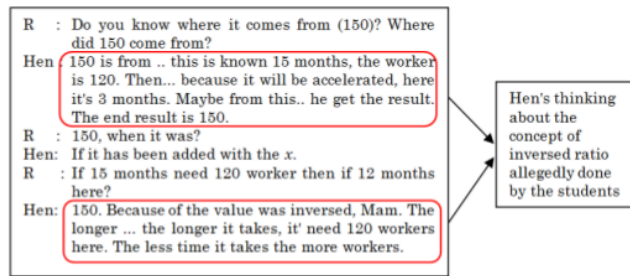 R : Do you know where it comes from (150)? Where
did 150 come from?
Hen : 150 is from .. this is known 15 months, the worker
is 120. Then... because it will be accelerated, here
it's 3 months. Maybe from this.. he get the result.
The end result is 150.
R : 150, when it was?
Hen: If it has been added with the x.
R : If 15 months need 120 worker then if 12 months
here?
Hen: 150. Because of the value was inversed, Mam. The
longer ... the longer it takes, it' need 120 workers
here. The less time it takes the more workers.
Hen's thinking
about the
concept of
inversed ratio
allegedly done
by the students